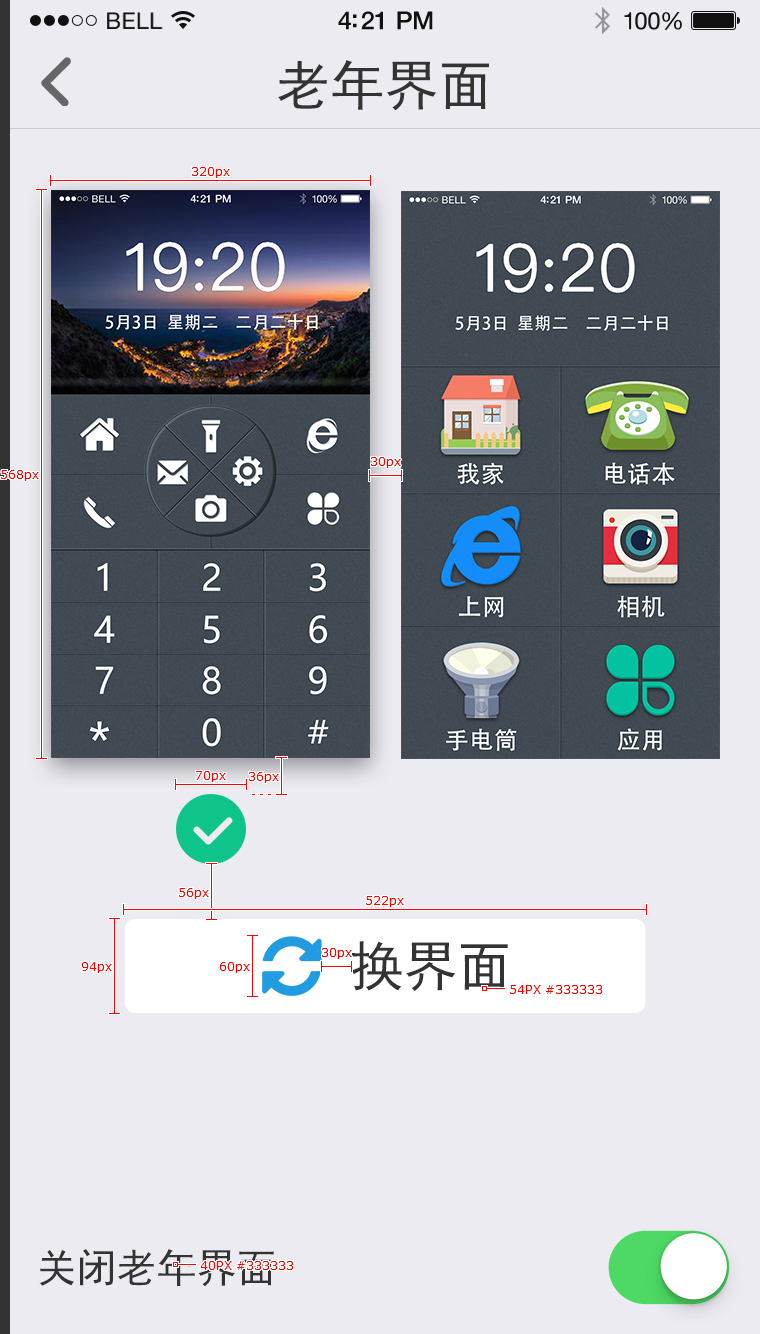 BELL 4:21 PM 100%
老年界面
320px
BELL 4:21 PM 100%
19:20
5月3日 星期二 二月二十日
568px
1 2 3
4 5 6
7 8 9
* 0 #
30px
BELL 4:21 PM 100%
19:20
5月3日 星期二 二月二十日
我家 电话本
上网 相机
手电筒 应用
70px 36px
56px
522px
94px 60px 30px 换界面
54PX #333333
关闭老年界面 40PX #333333